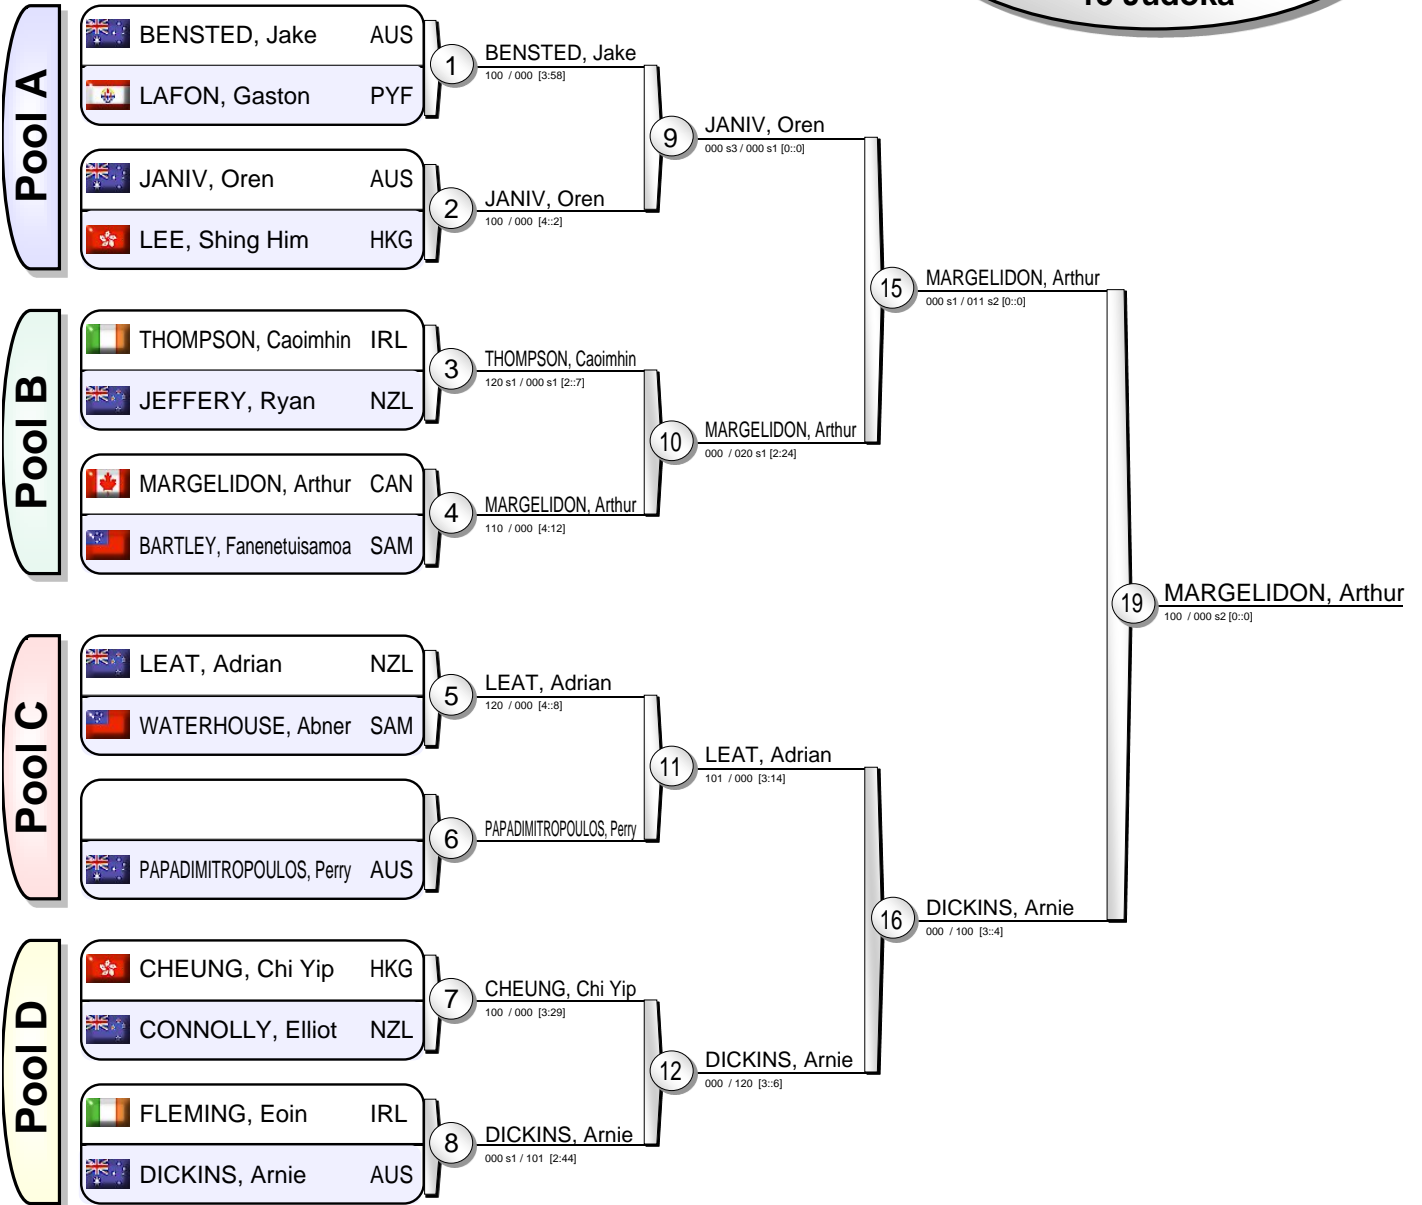 15 Judoka
Pool A
BENSTED, Jake AUS
LAFON, Gaston PYF
1
BENSTED, Jake
100 / 000 [3:58]
JANIV, Oren AUS
LEE, Shing Him HKG
2
JANIV, Oren
100 / 000 [4::2]
9
JANIV, Oren
000 s3 / 000 s1 [0::0]
Pool B
THOMPSON, Caoimhin IRL
JEFFERY, Ryan NZL
3
THOMPSON, Caoimhin
120 s1 / 000 s1 [2::7]
MARGELIDON, Arthur CAN
BARTLEY, Fanenetuisamoa SAM
4
MARGELIDON, Arthur
110 / 000 [4:12]
10
MARGELIDON, Arthur
000 / 020 s1 [2:24]
15
MARGELIDON, Arthur
000 s1 / 011 s2 [0::0]
Pool C
LEAT, Adrian NZL
WATERHOUSE, Abner SAM
5
LEAT, Adrian
120 / 000 [4::8]
PAPADIMITROPOULOS, Perry AUS
6
PAPADIMITROPOULOS, Perry
11
LEAT, Adrian
101 / 000 [3:14]
Pool D
CHEUNG, Chi Yip HKG
CONNOLLY, Elliot NZL
7
CHEUNG, Chi Yip
100 / 000 [3:29]
FLEMING, Eoin IRL
DICKINS, Arnie AUS
8
DICKINS, Arnie
000 s1 / 101 [2:44]
12
DICKINS, Arnie
000 / 120 [3::6]
16
DICKINS, Arnie
000 / 100 [3::4]
19
MARGELIDON, Arthur
100 / 000 s2 [0::0]